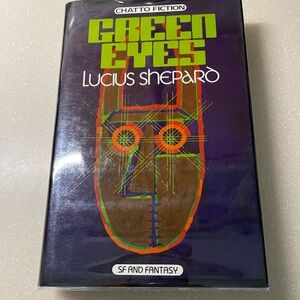 CHATTO FICTION
GREEN
EYES
LUCIUS SHEPARD
SF AND FANTASY